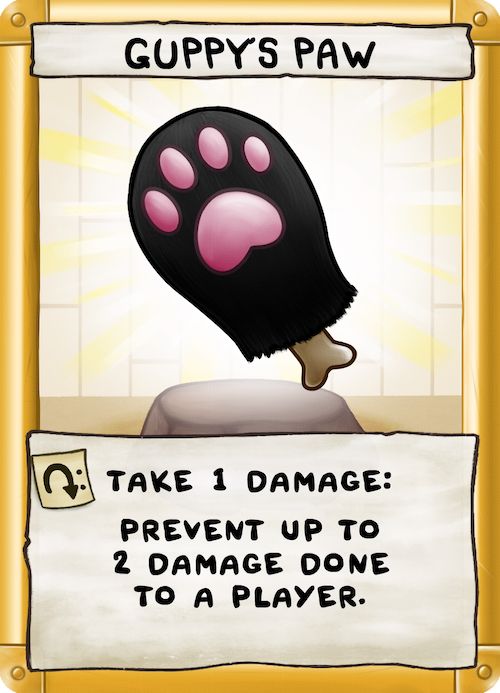 GUPPY'S PAW
TAKE 1 DAMAGE:
PREVENT UP TO
2 DAMAGE DONE
TO A PLAYER.